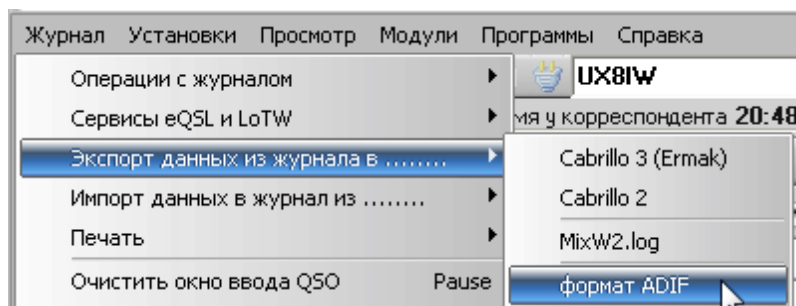 Журнал Установки Просмотр Модули Программы Справка
Операции с журналом
UX8IW
Сервисы eQSL и LoTW
у корреспондента 20:48
Экспорт данных из журнала в ........
Cabrillo 3 (Ermak)
Импорт данных в журнал из ........
Cabrillo 2
Печать
MixW2.log
Очистить окно ввода QSO Pause
формат ADIF